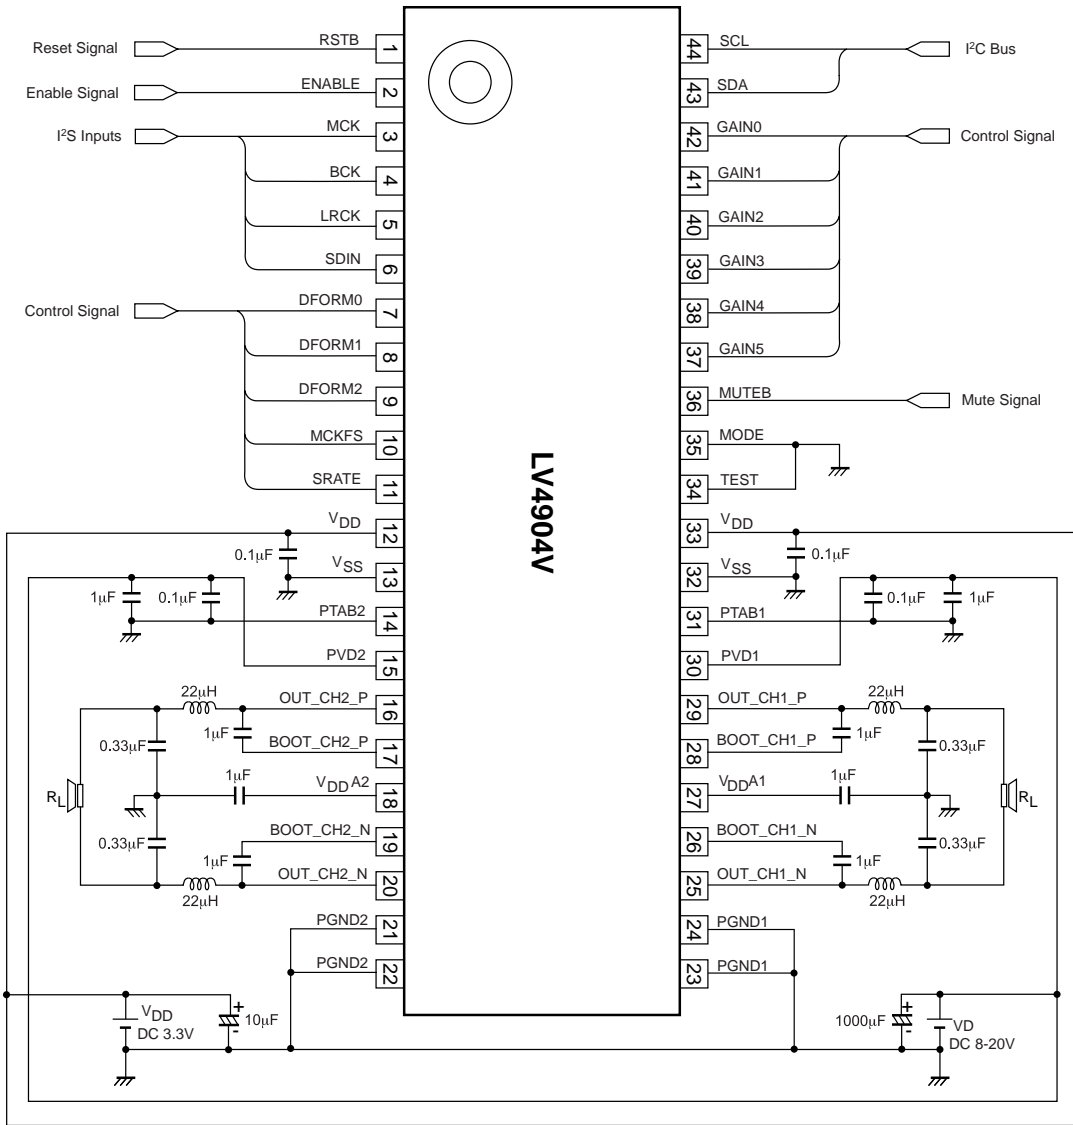 Reset Signal RSTB 1 44 SCL I²C Bus
Enable Signal ENABLE 2 43 SDA
I²S Inputs MCK 3 42 GAIN0 Control Signal
BCK 4 41 GAIN1
LRCK 5 40 GAIN2
SDIN 6 39 GAIN3
Control Signal DFORM0 7 38 GAIN4
DFORM1 8 37 GAIN5
DFORM2 9 36 MUTEB Mute Signal
MCKFS 10 35 MODE
SRATE 11 34 TEST
LV4904V
VDD 12 33 VDD
0.1μF 0.1μF
VSS 13 32 VSS
1μF 0.1μF 0.1μF 1μF
PTAB2 14 31 PTAB1
PVD2 15 30 PVD1
22μH OUT_CH2_P 16 29 OUT_CH1_P 22μH
0.33μF 1μF 1μF 0.33μF
BOOT_CH2_P 17 28 BOOT_CH1_P
1μF VDDA2 18 27 VDDA1 1μF
RL RL
0.33μF BOOT_CH2_N 19 26 BOOT_CH1_N 0.33μF
1μF 1μF
22μH OUT_CH2_N 20 25 OUT_CH1_N 22μH
PGND2 21 24 PGND1
PGND2 22 23 PGND1
VDD + 10μF - 1000μF + - VD
DC 3.3V DC 8-20V